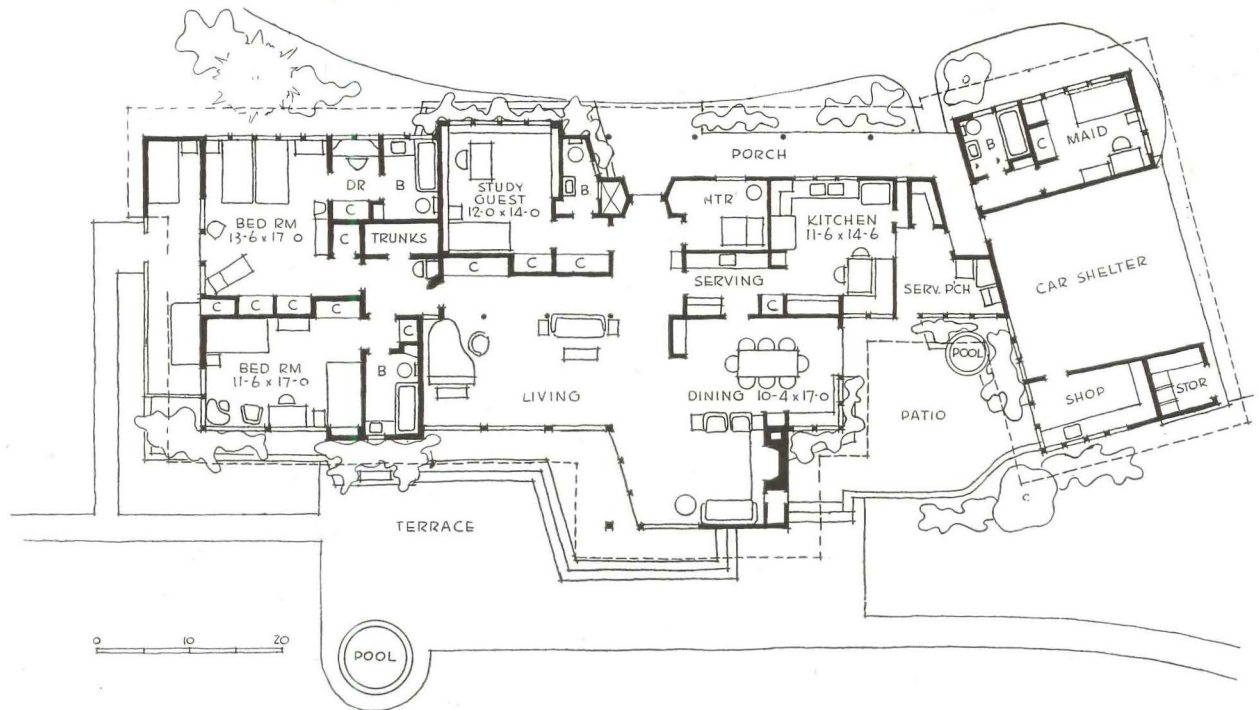 MAID
B
C
PORCH
DR
B
STUDY
GUEST
12-0 x 14-0
B
HTR
KITCHEN
11-6 x 14-6
BED RM
13-6 x 17-0
C
C
TRUNKS
C
C
C
SERVING
SERV. PCH
CAR SHELTER
C
C
C
C
C
C
BED RM
11-6 x 17-0
B
LIVING
DINING 10-4 x 17-0
PATIO
POOL
SHOP
STOR
TERRACE
0 10 20
POOL